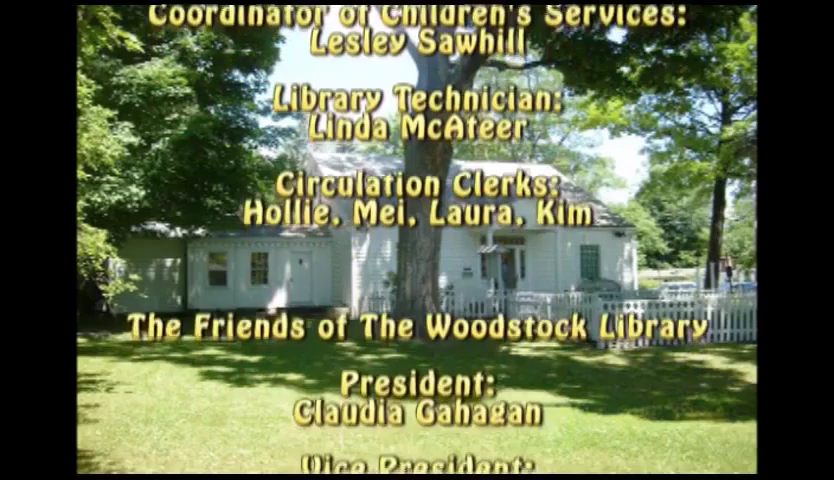 Coordinator of Children's Services:
Lesley Sawhill
Library Technician:
Linda McAteer
Circulation Clerks:
Hollie, Mei, Laura, Kim
The Friends of The Woodstock Library
President:
Claudia Gahagan
Vice President: